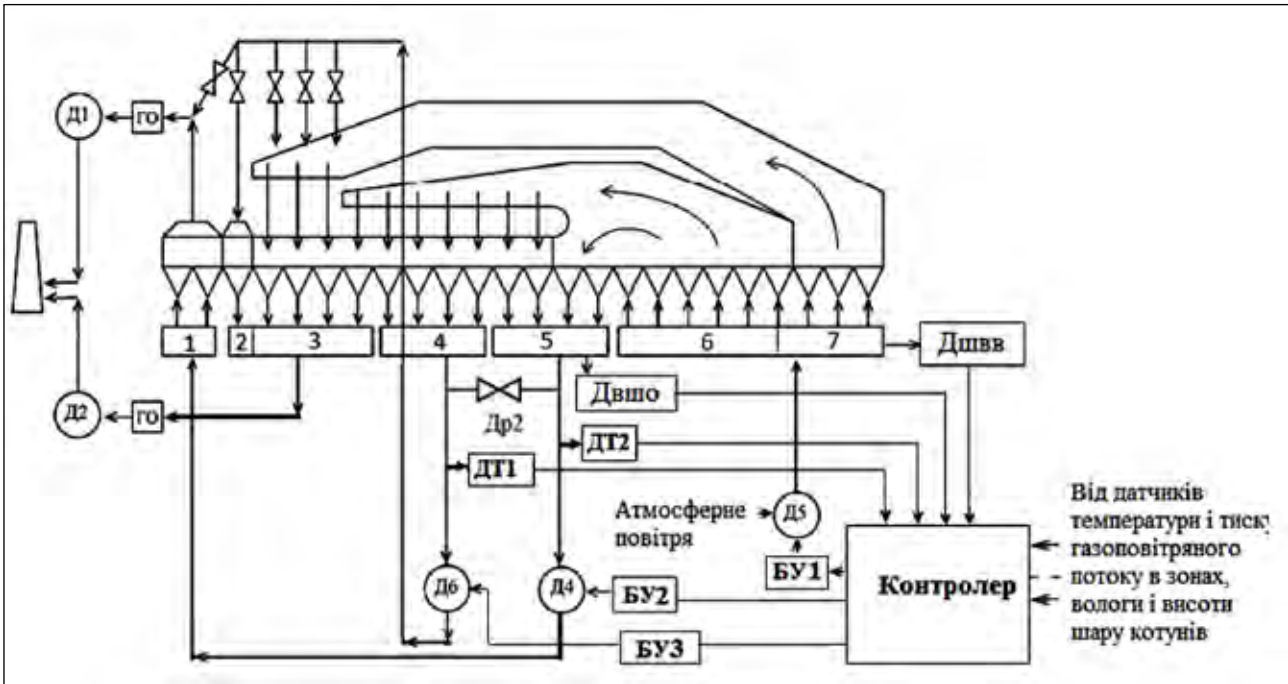 Д1
ГО
1
2
3
4
5
6
7
Дшвв
Двшо
Д2
ГО
Др2
ДТ2
ДТ1
Атмосферне
повітря
Д5
БУ1
Д6
Д4
БУ2
БУ3
Контролер
Від датчиків
температури і тиску
газоповітряного
потоку в зонах,
вологи і висоти
шару котунів